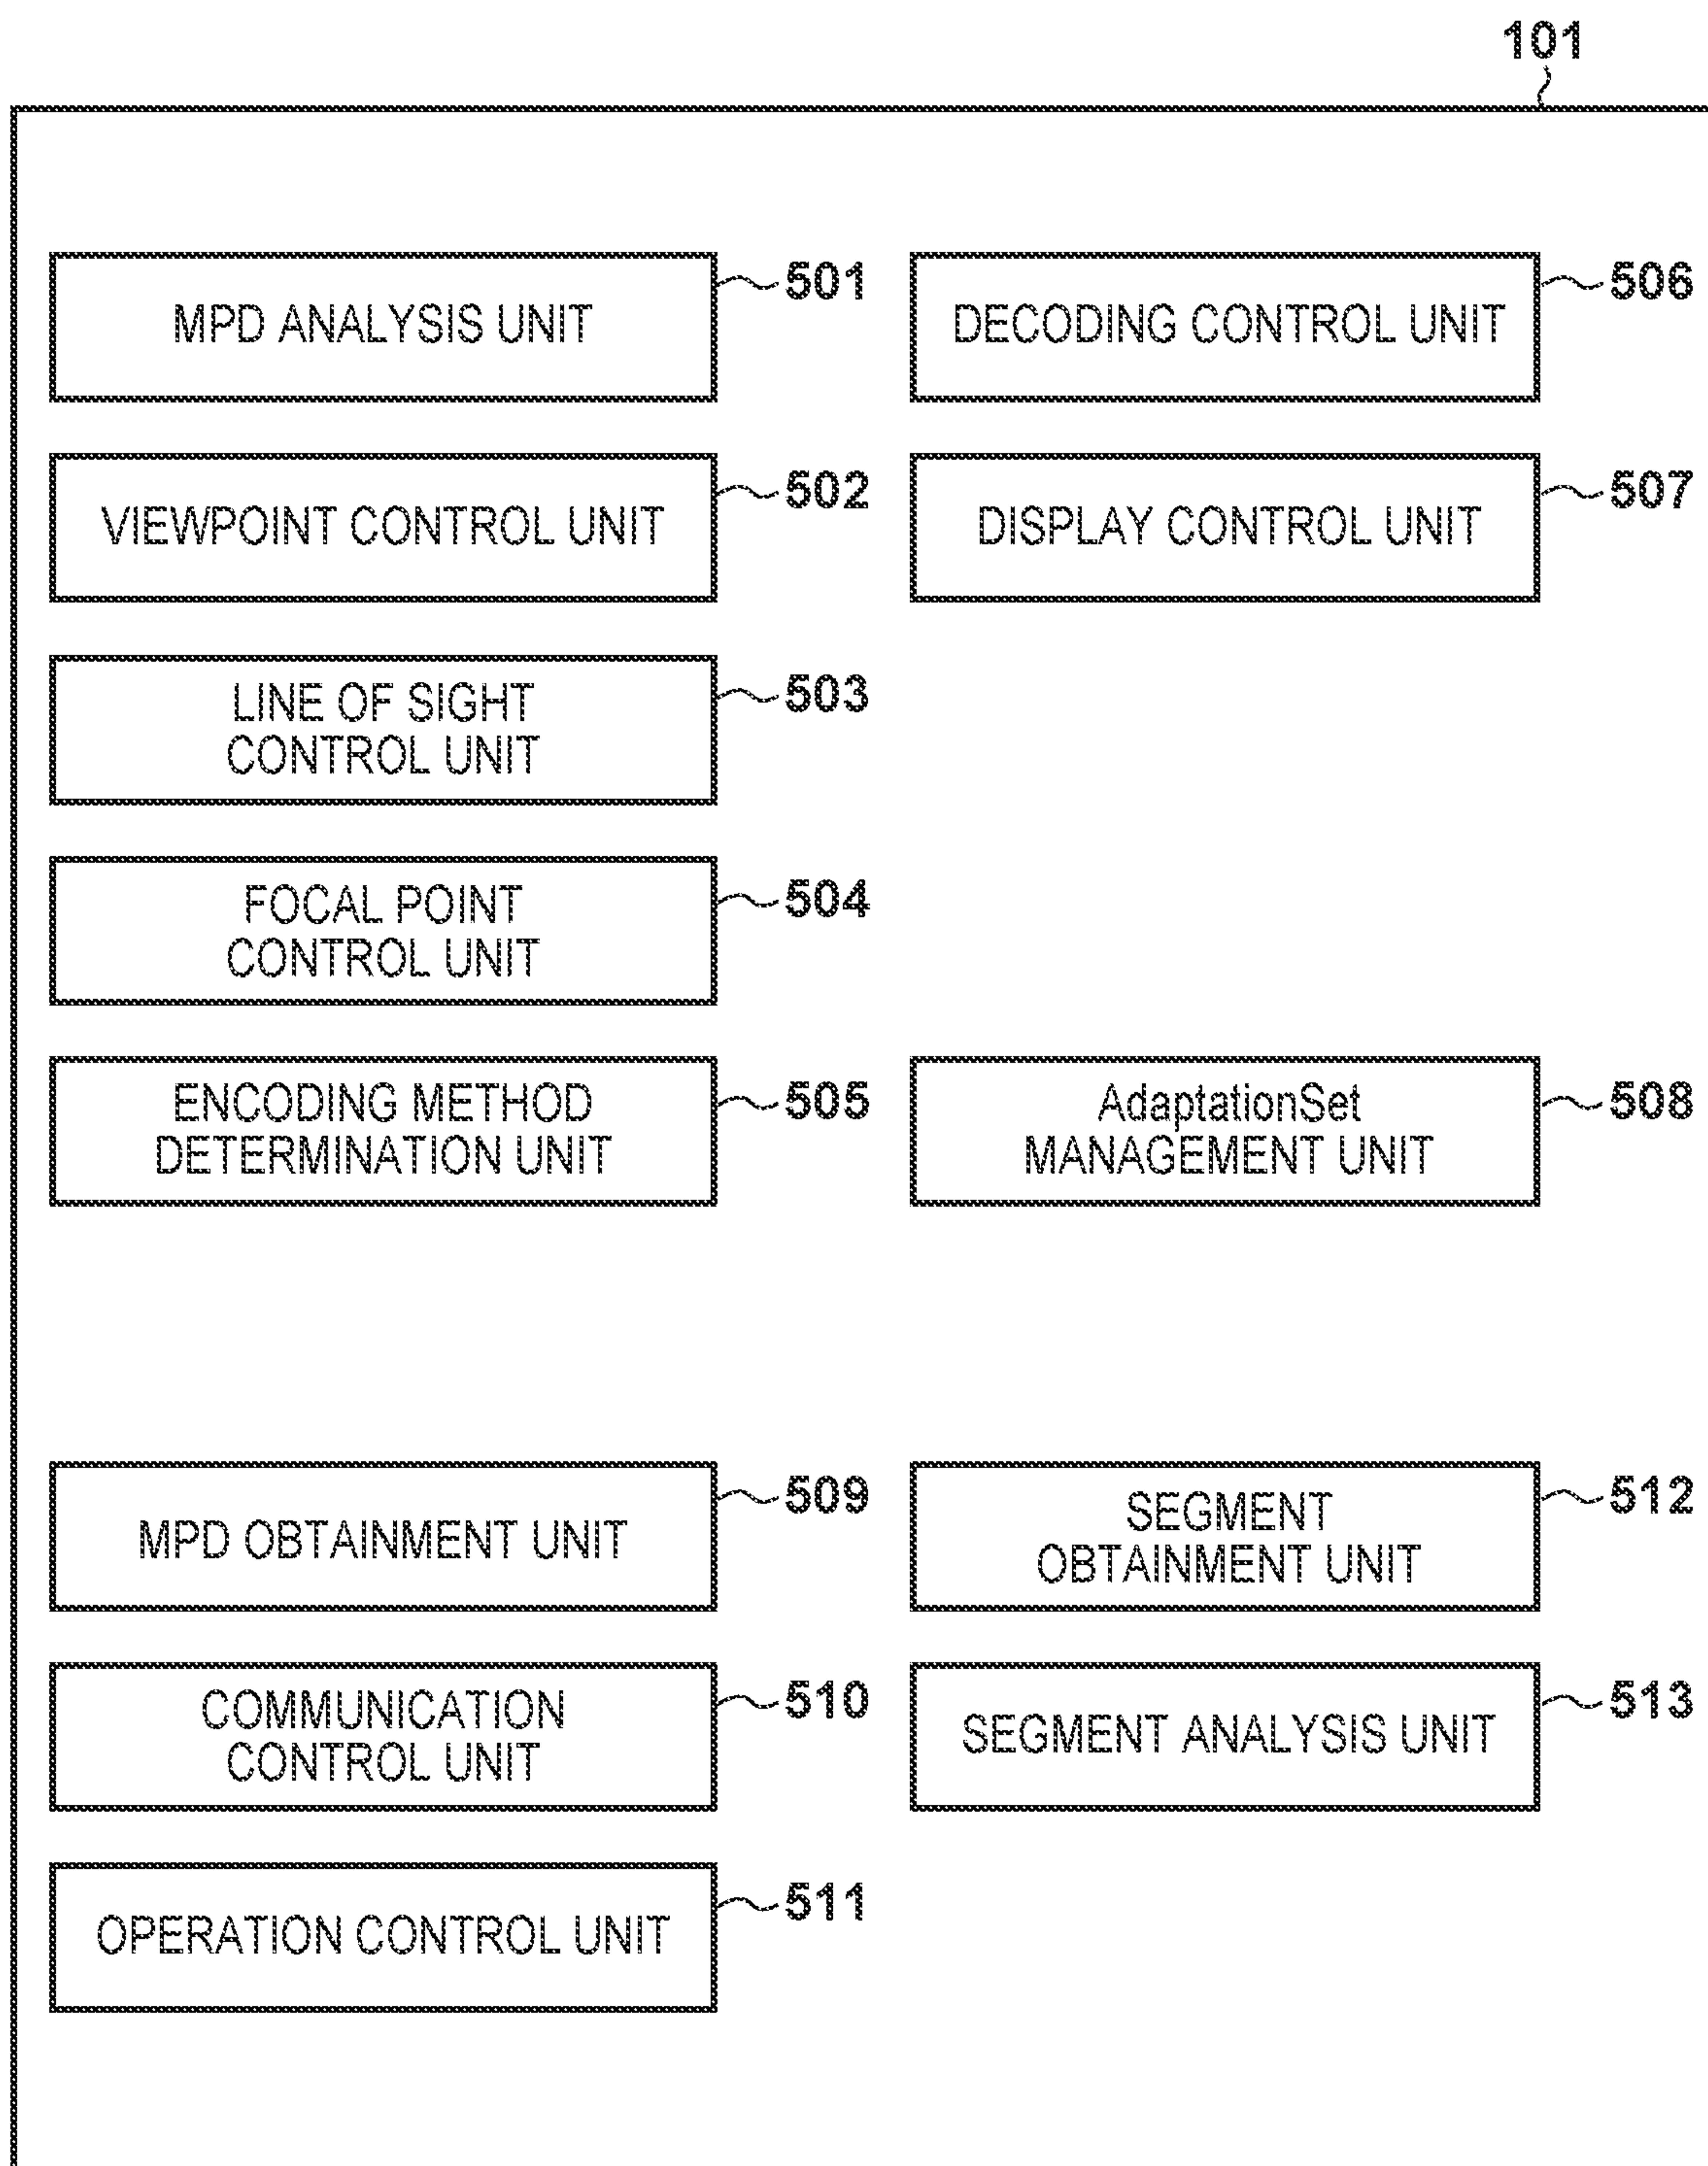 101
MPD ANALYSIS UNIT
501
DECODING CONTROL UNIT
506
VIEWPOINT CONTROL UNIT
502
DISPLAY CONTROL UNIT
507
LINE OF SIGHT
CONTROL UNIT
503
FOCAL POINT
CONTROL UNIT
504
ENCODING METHOD
DETERMINATION UNIT
505
AdaptationSet
MANAGEMENT UNIT
508
MPD OBTAINMENT UNIT
509
SEGMENT
OBTAINMENT UNIT
512
COMMUNICATION
CONTROL UNIT
510
SEGMENT ANALYSIS UNIT
513
OPERATION CONTROL UNIT
511